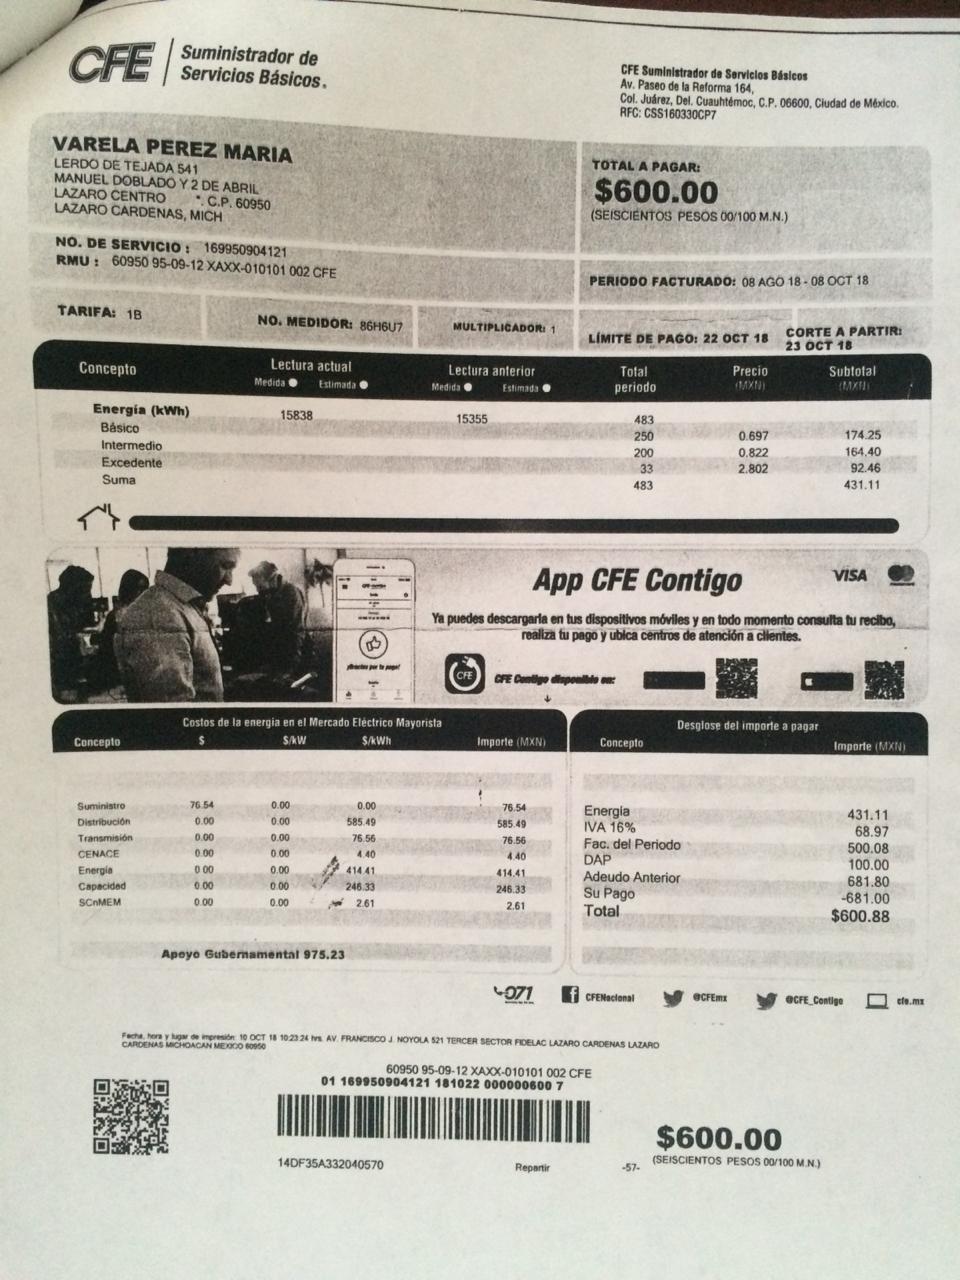 CFE Suministrador de
Servicios Básicos.
CFE Suministrador de Servicios Básicos
Av. Paseo de la Reforma 164,
Col. Juárez, Del. Cuauhtémoc, C.P. 06600, Ciudad de México.
RFC: CSS160330CP7
VARELA PEREZ MARIA
LERDO DE TEJADA 541
MANUEL DOBLADO Y 2 DE ABRIL
LAZARO CENTRO C.P. 60950
LAZARO CARDENAS, MICH
TOTAL A PAGAR:
$600.00
(SEISCIENTOS PESOS 00/100 M.N.)
NO. DE SERVICIO : 169950904121
RMU : 60950 95-09-12 XAXX-010101 002 CFE
PERIODO FACTURADO: 08 AGO 18 - 08 OCT 18
TARIFA: 1B
NO. MEDIDOR: 86H6U7
MULTIPLICADOR: 1
LÍMITE DE PAGO: 22 OCT 18
CORTE A PARTIR:
23 OCT 18
Concepto Lectura actual Lectura anterior Total periodo Precio (MXN) Subtotal (MXN)
Medida Estimada Medida Estimada
Energía (kWh) 15838 15355 483
Básico 250 0.697 174.25
Intermedio 200 0.822 164.40
Excedente 33 2.802 92.46
Suma 483 431.11
App CFE Contigo
VISA
Ya puedes descargarla en tus dispositivos móviles y en todo momento consulta tu recibo,
realiza tu pago y ubica centros de atención a clientes.
CFE
CFE Contigo disponible en:
Costos de la energía en el Mercado Eléctrico Mayorista
Concepto $ $/kW $/kWh Importe (MXN)
Suministro 76.54 0.00 0.00 76.54
Distribución 0.00 0.00 585.49 585.49
Transmisión 0.00 0.00 76.56 76.56
CENACE 0.00 0.00 4.40 4.40
Energía 0.00 0.00 414.41 414.41
Capacidad 0.00 0.00 246.33 246.33
SCnMEM 0.00 0.00 2.61 2.61
Apoyo Gubernamental 975.23
Desglose del importe a pagar
Concepto Importe (MXN)
Energía 431.11
IVA 16% 68.97
Fac. del Periodo 500.08
DAP 100.00
Adeudo Anterior 681.80
Su Pago -681.00
Total $600.88
071
CFENacional
@CFEmx
@CFE_Contigo
cfe.mx
Fecha, hora y lugar de impresión: 10 OCT 18 10:23:24 hrs. AV. FRANCISCO J. NOYOLA 521 TERCER SECTOR FIDELAC LAZARO CARDENAS LAZARO
CARDENAS MICHOACAN MEXICO 60950
60950 95-09-12 XAXX-010101 002 CFE
01 169950904121 181022 000000600 7
14DF35A332040570
Repartir
-57-
$600.00
(SEISCIENTOS PESOS 00/100 M.N.)